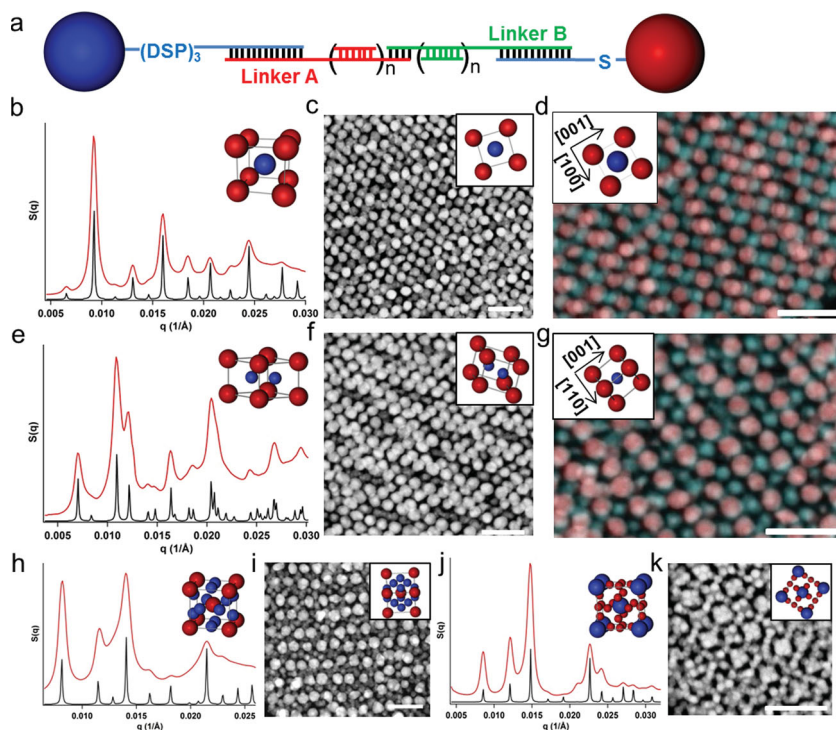 a
(DSP)₃
Linker A
( )n
( )n
Linker B
S
b
S(q)
0.005 0.010 0.015 0.020 0.025 0.030
q (1/Å)
c
d
[001]
[100]
e
S(q)
0.005 0.010 0.015 0.020 0.025 0.030
q (1/Å)
f
g
[001]
[1̄10]
h
S(q)
0.010 0.015 0.020 0.025
q (1/Å)
i
j
S(q)
0.005 0.010 0.015 0.020 0.025 0.030
q (1/Å)
k